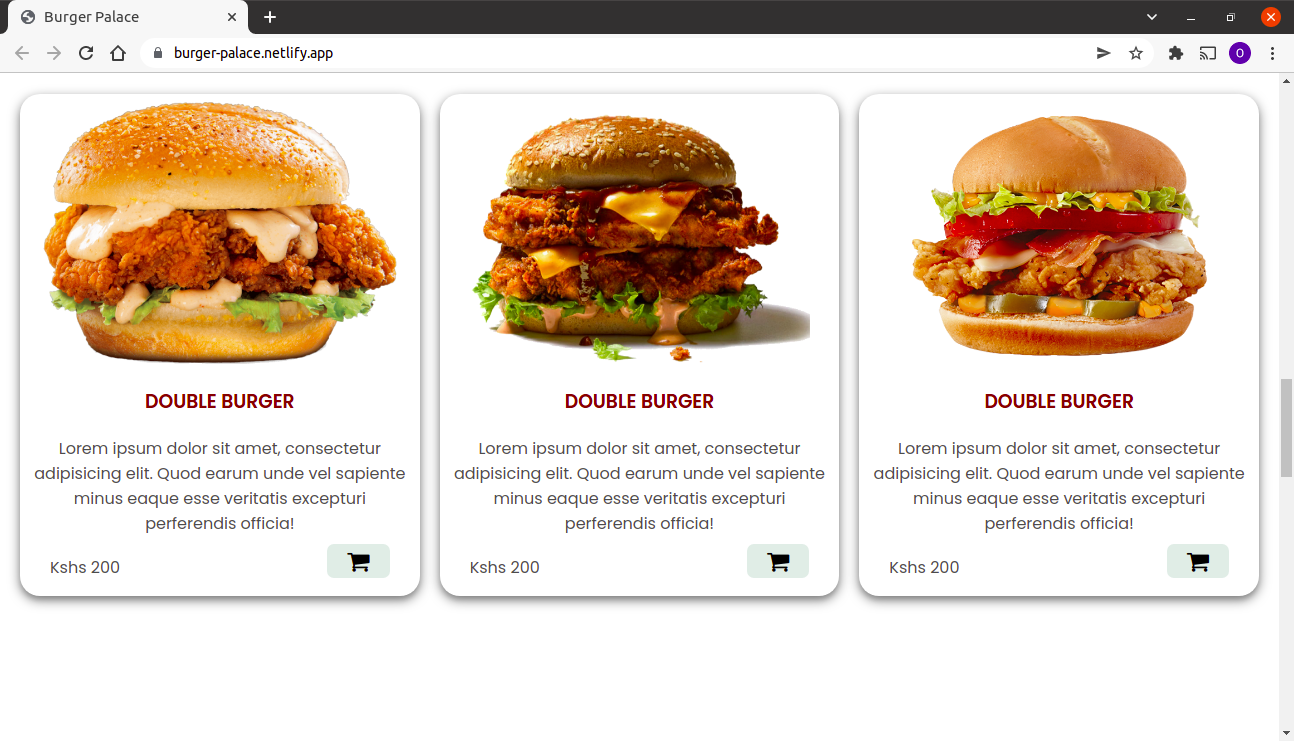 Burger Palace
burger-palace.netlify.app
O
DOUBLE BURGER
Lorem ipsum dolor sit amet, consectetur
adipisicing elit. Quod earum unde vel sapiente
minus eaque esse veritatis excepturi
perferendis officia!
Kshs 200
DOUBLE BURGER
Lorem ipsum dolor sit amet, consectetur
adipisicing elit. Quod earum unde vel sapiente
minus eaque esse veritatis excepturi
perferendis officia!
Kshs 200
DOUBLE BURGER
Lorem ipsum dolor sit amet, consectetur
adipisicing elit. Quod earum unde vel sapiente
minus eaque esse veritatis excepturi
perferendis officia!
Kshs 200